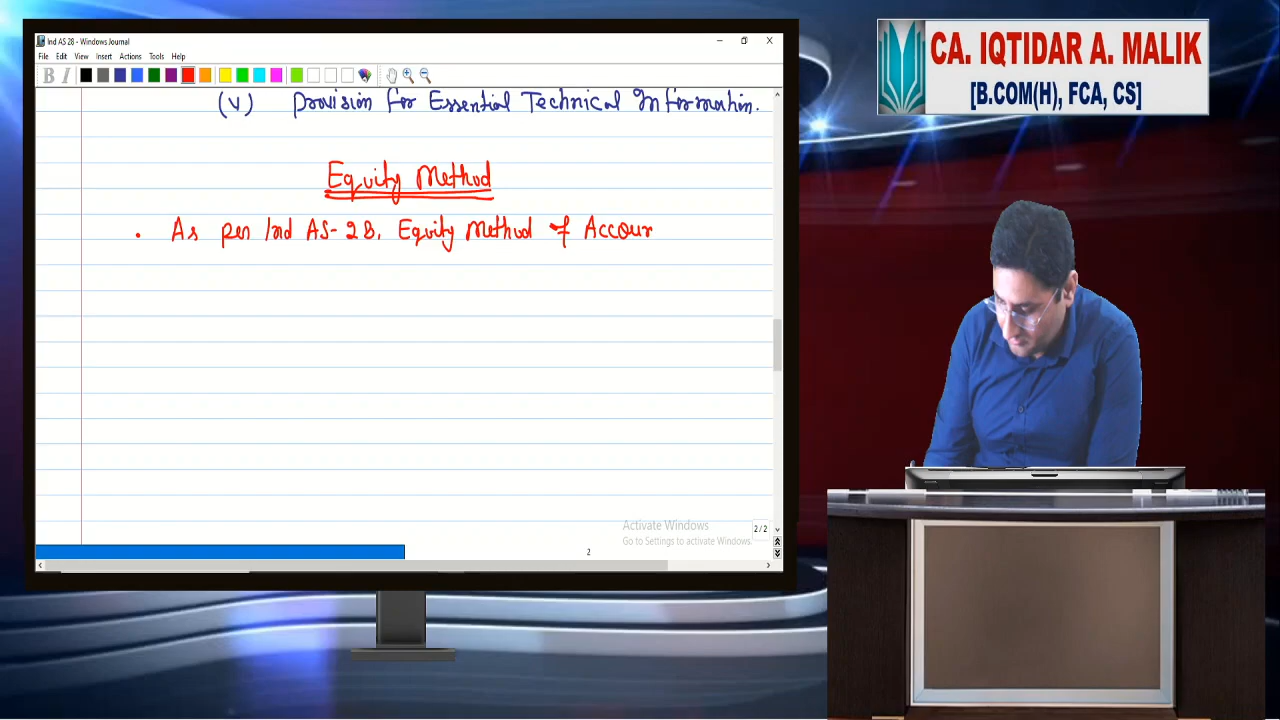 Ind AS 28 - Windows Journal
File Edit View Insert Actions Tools Help
B I
(v) Provision for Essential Technical Information.
Equity Method
. As per Ind AS-28, Equity Method of Accoun
Activate Windows
Go to Settings to activate Windows.
2/2
2
CA. IQTIDAR A. MALIK
[B.COM(H), FCA, CS]